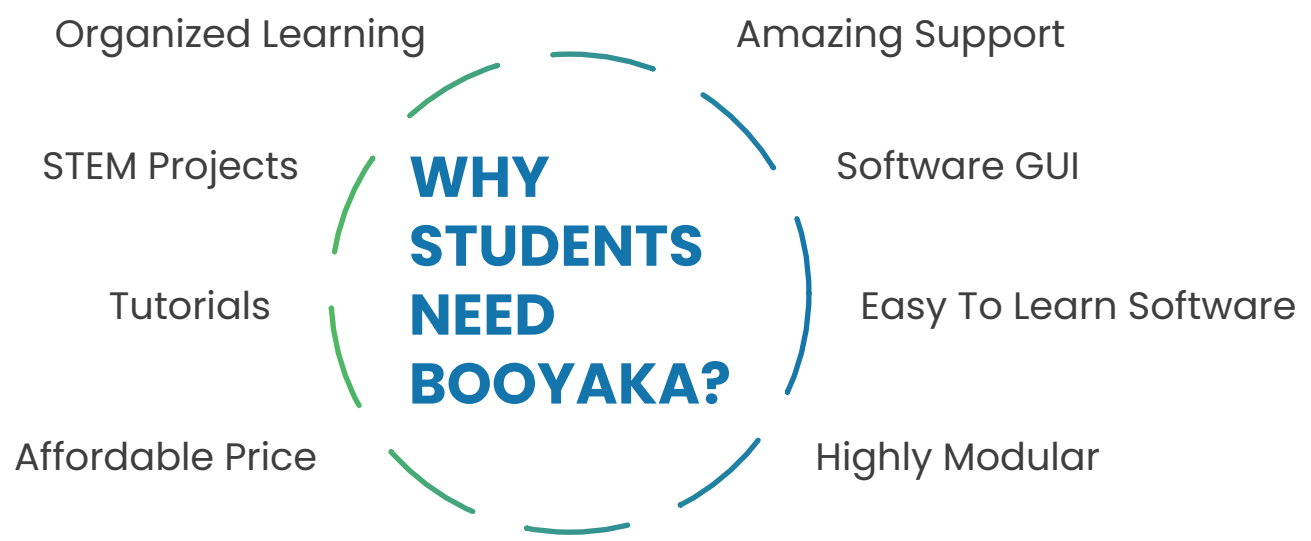 Organized Learning
Amazing Support
STEM Projects
Software GUI
Tutorials
Easy To Learn Software
Affordable Price
Highly Modular
WHY
STUDENTS
NEED
BOOYAKA?